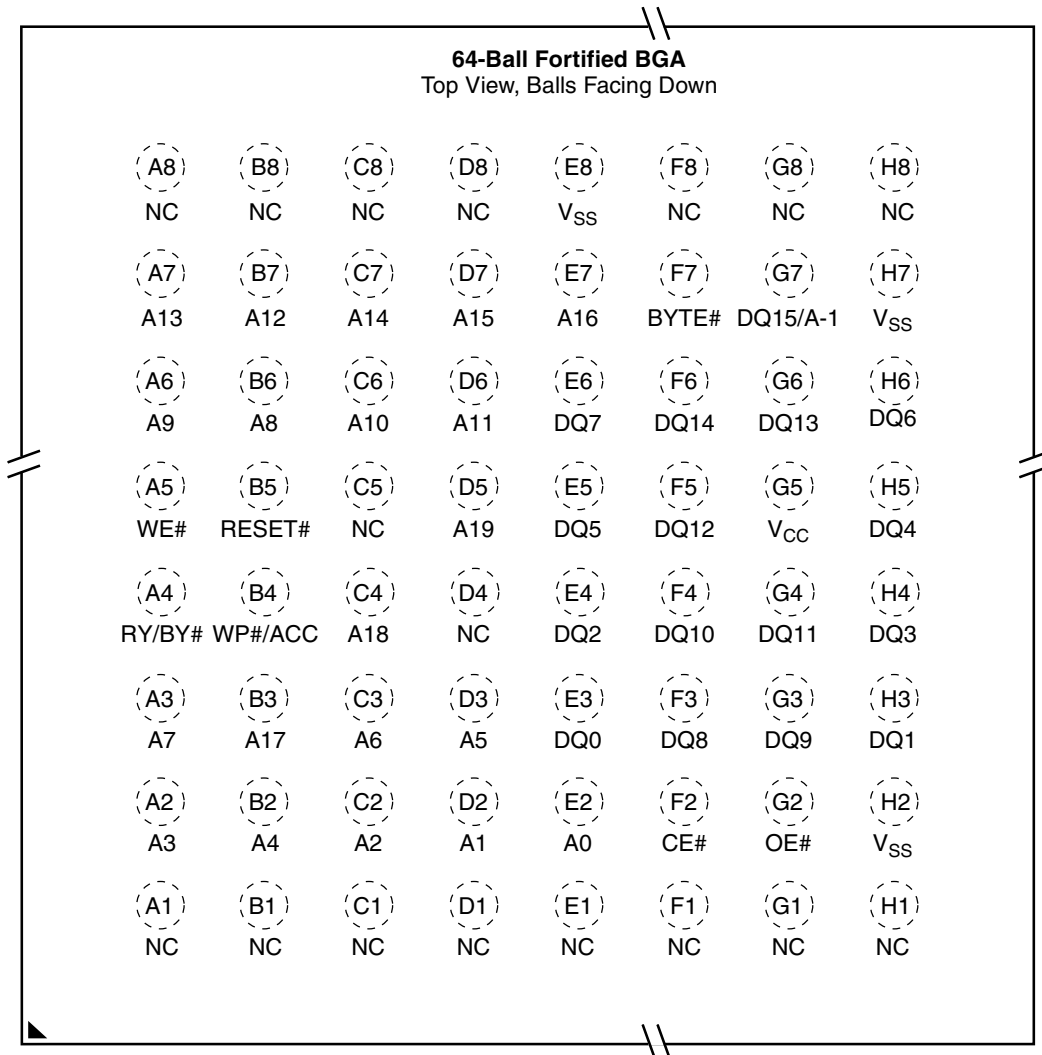 64-Ball Fortified BGA
Top View, Balls Facing Down
A8 B8 C8 D8 E8 F8 G8 H8
NC NC NC NC VSS NC NC NC
A7 B7 C7 D7 E7 F7 G7 H7
A13 A12 A14 A15 A16 BYTE# DQ15/A-1 VSS
A6 B6 C6 D6 E6 F6 G6 H6
A9 A8 A10 A11 DQ7 DQ14 DQ13 DQ6
A5 B5 C5 D5 E5 F5 G5 H5
WE# RESET# NC A19 DQ5 DQ12 VCC DQ4
A4 B4 C4 D4 E4 F4 G4 H4
RY/BY# WP#/ACC A18 NC DQ2 DQ10 DQ11 DQ3
A3 B3 C3 D3 E3 F3 G3 H3
A7 A17 A6 A5 DQ0 DQ8 DQ9 DQ1
A2 B2 C2 D2 E2 F2 G2 H2
A3 A4 A2 A1 A0 CE# OE# VSS
A1 B1 C1 D1 E1 F1 G1 H1
NC NC NC NC NC NC NC NC